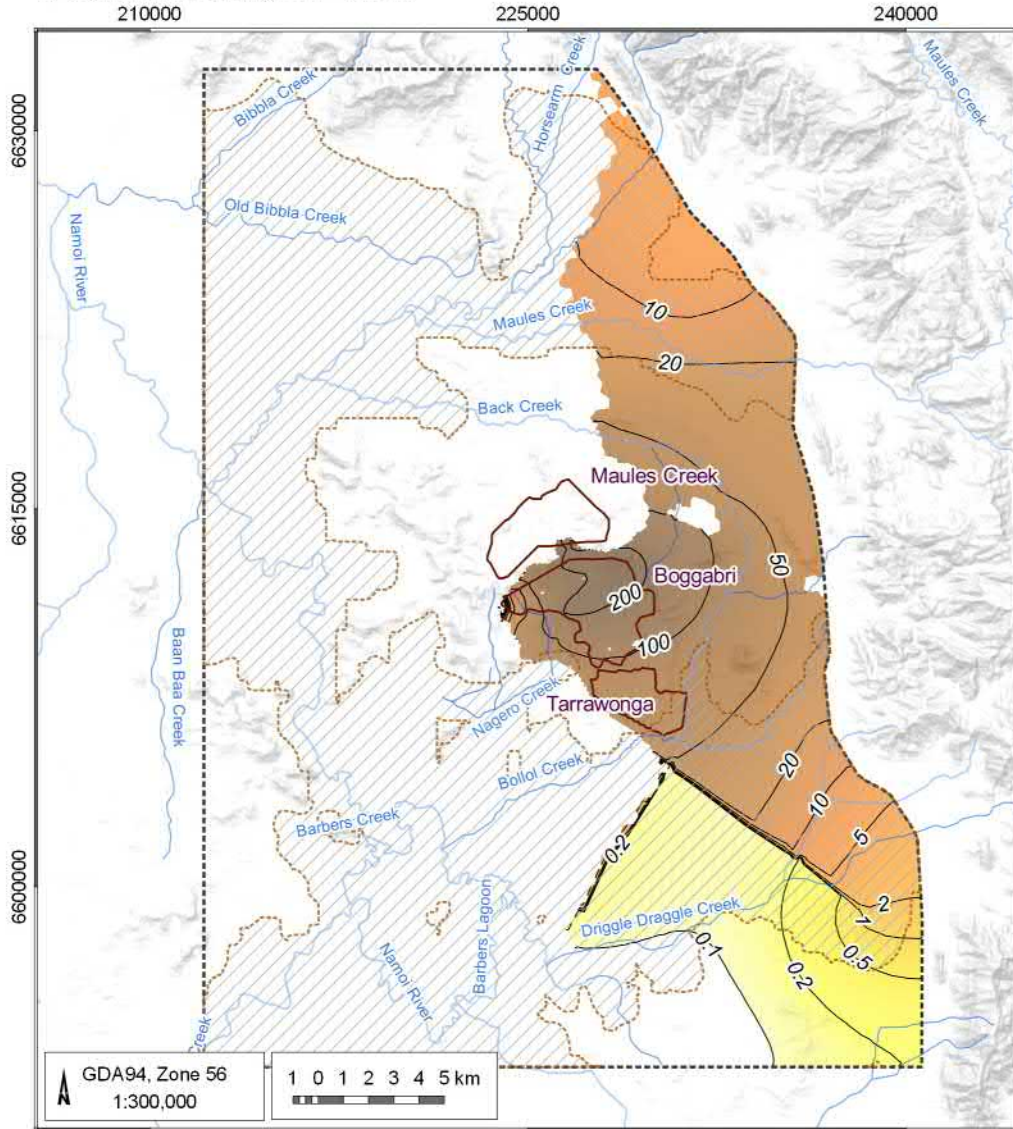 210000
225000
240000
6630000
6615000
6600000
Bibbla Creek
Horsearm Creek
Maules Creek
Namoi River
Old Bibbla Creek
Maules Creek
10
20
Back Creek
Maules Creek
50
Boggabri
200
100
Baan Baa Creek
Tarrawonga
Nagero Creek
Bollol Creek
20
10
5
Barbers Creek
0.2
2
1
Driggle Draggle Creek
Barbers Lagoon
0.1
0.5
0.2
Namoi River
Creek
GDA94, Zone 56
1:300,000
1 0 1 2 3 4 5 km